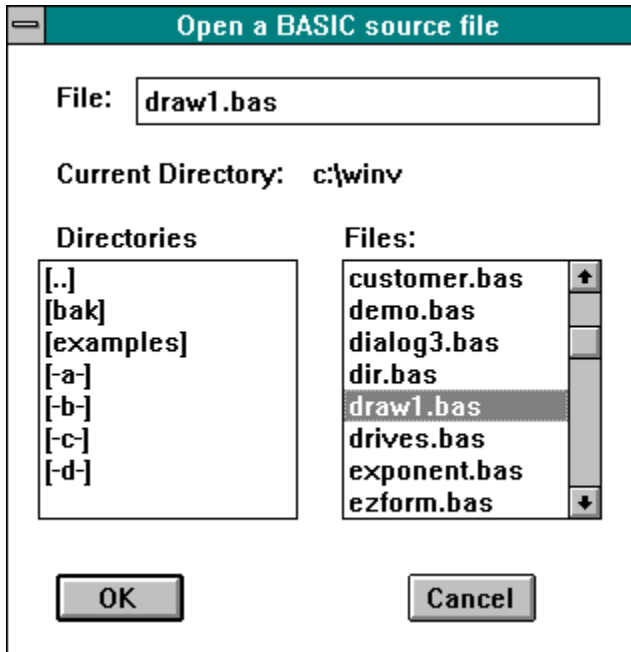 Open a BASIC source file
File: draw1.bas
Current Directory: c:\winv
Directories
[..]
[bak]
[examples]
[-a-]
[-b-]
[-c-]
[-d-]
Files:
customer.bas
demo.bas
dialog3.bas
dir.bas
draw1.bas
drives.bas
exponent.bas
ezform.bas
OK
Cancel